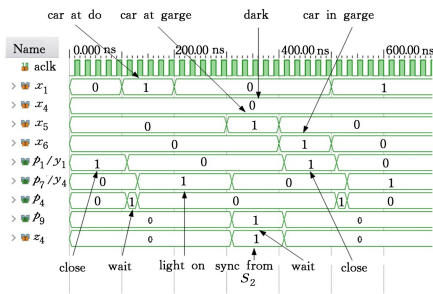 car at do car at garge dark car in garge
Name 0.000 ns 200.00 ns 400.00 ns 600.00 ns
aclk
x₁ 0 1 0 1
x₄ 0
x₅ 0 1 0
x₆ 0 1 0
p₁/y₁ 1 0 1 0
p₇/y₄ 0 1 0 1
p₄ 0 1 0 1 0
p₉ 0 1 0
z₄ 0 1 0
close wait light on sync from wait close
S₂